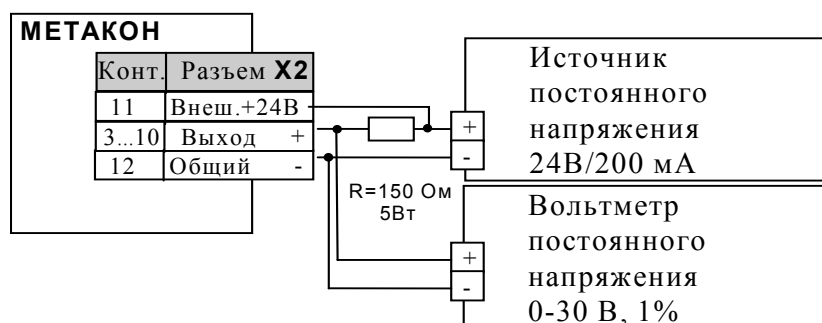 МЕТАКОН
Конт. Разъем X2
11 Внеш.+24В
3...10 Выход +
12 Общий -
R=150 Ом
5Вт
+
-
Источник
постоянного
напряжения
24В/200 мА
+
-
Вольтметр
постоянного
напряжения
0-30 В, 1%